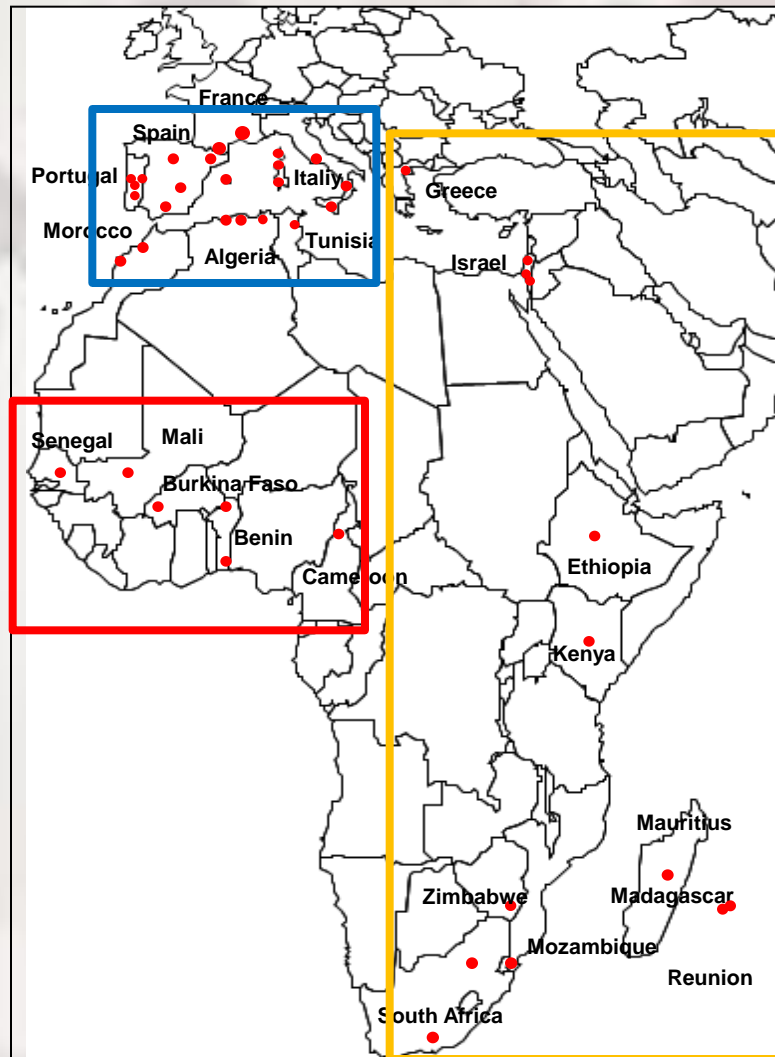 France
Spain
Portugal
Italiy
Greece
Morocco
Tunisia
Algeria
Israel
Senegal
Mali
Burkina Faso
Benin
Ethiopia
Cameroon
Kenya
Mauritius
Zimbabwe
Madagascar
Mozambique
Reunion
South Africa